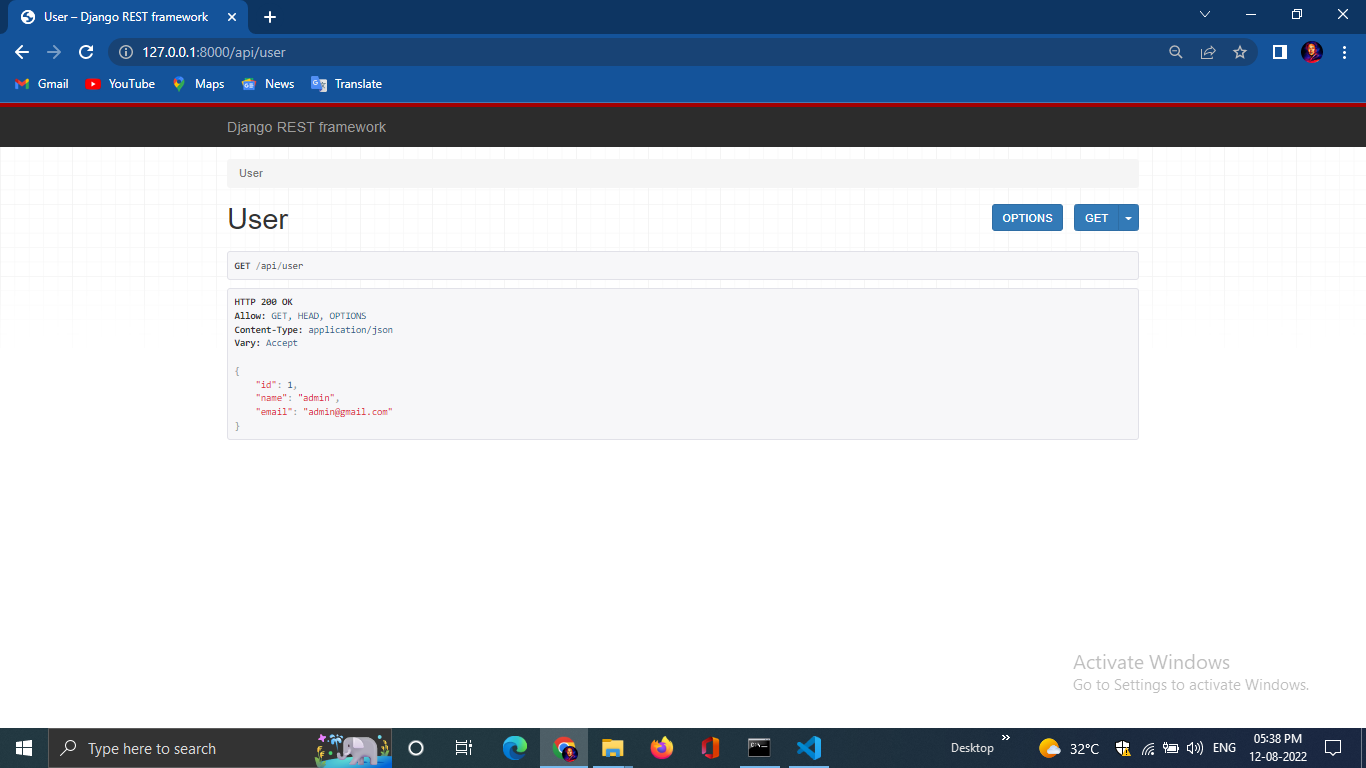 User – Django REST framework
127.0.0.1:8000/api/user
Gmail YouTube Maps News Translate
Django REST framework
User
User OPTIONS GET
GET /api/user
HTTP 200 OK
Allow: GET, HEAD, OPTIONS
Content-Type: application/json
Vary: Accept
{
    "id": 1,
    "name": "admin",
    "email": "admin@gmail.com"
}
Activate Windows
Go to Settings to activate Windows.
Type here to search Desktop 32°C ENG 05:38 PM
12-08-2022